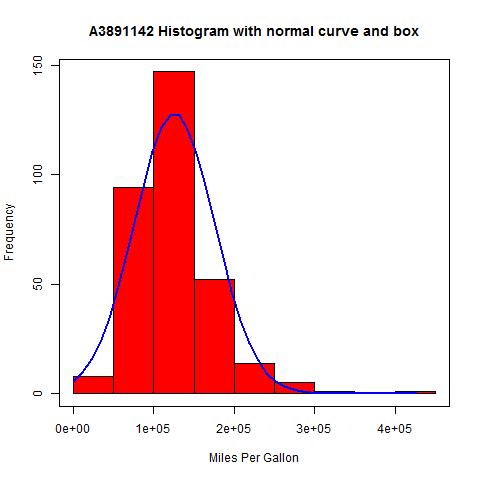 A3891142 Histogram with normal curve and box
150
100
50
0
Frequency
0e+00 1e+05 2e+05 3e+05 4e+05
Miles Per Gallon